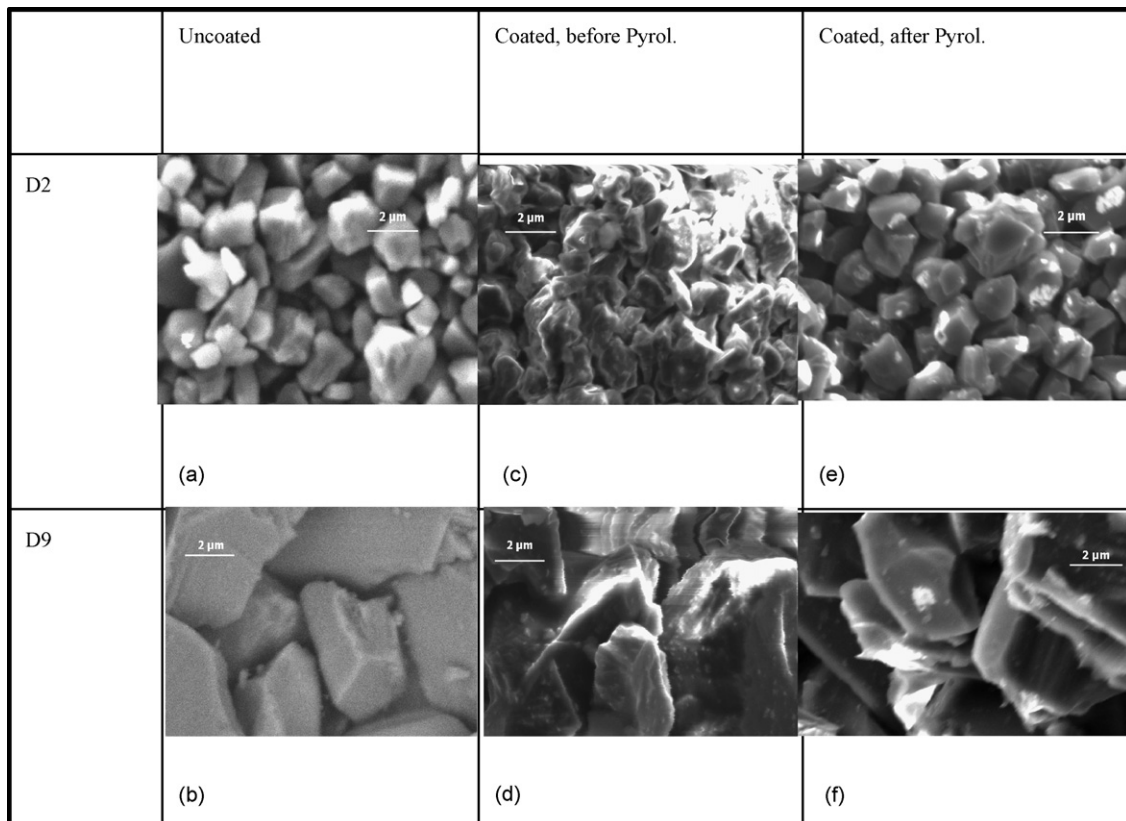 Uncoated
Coated, before Pyrol.
Coated, after Pyrol.
D2
2 µm
2 µm
2 µm
(a)
(c)
(e)
D9
2 µm
2 µm
2 µm
(b)
(d)
(f)